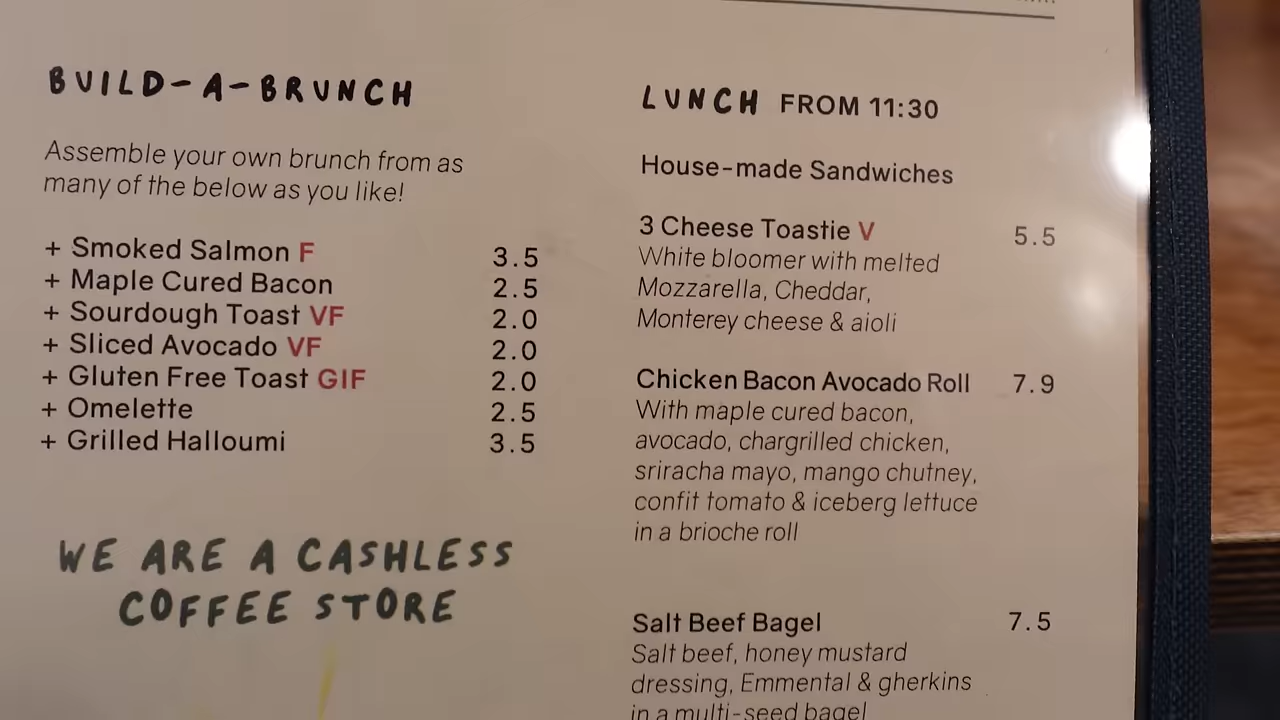 BUILD-A-BRUNCH
Assemble your own brunch from as
many of the below as you like!
+ Smoked Salmon F 3.5
+ Maple Cured Bacon 2.5
+ Sourdough Toast VF 2.0
+ Sliced Avocado VF 2.0
+ Gluten Free Toast GIF 2.0
+ Omelette 2.5
+ Grilled Halloumi 3.5
WE ARE A CASHLESS
COFFEE STORE
LUNCH FROM 11:30
House-made Sandwiches
3 Cheese Toastie V 5.5
White bloomer with melted
Mozzarella, Cheddar,
Monterey cheese & aioli
Chicken Bacon Avocado Roll 7.9
With maple cured bacon,
avocado, chargrilled chicken,
sriracha mayo, mango chutney,
confit tomato & iceberg lettuce
in a brioche roll
Salt Beef Bagel 7.5
Salt beef, honey mustard
dressing, Emmental & gherkins
in a multi-seed bagel